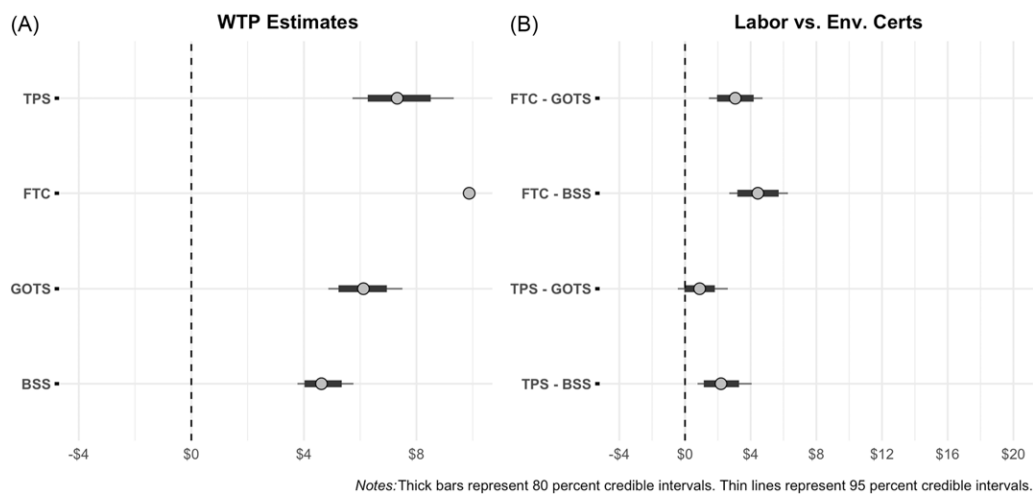 (A) WTP Estimates
TPS
FTC
GOTS
BSS
-$4 $0 $4 $8
(B) Labor vs. Env. Certs
FTC - GOTS
FTC - BSS
TPS - GOTS
TPS - BSS
-$4 $0 $4 $8 $12 $16 $20
Notes:Thick bars represent 80 percent credible intervals. Thin lines represent 95 percent credible intervals.